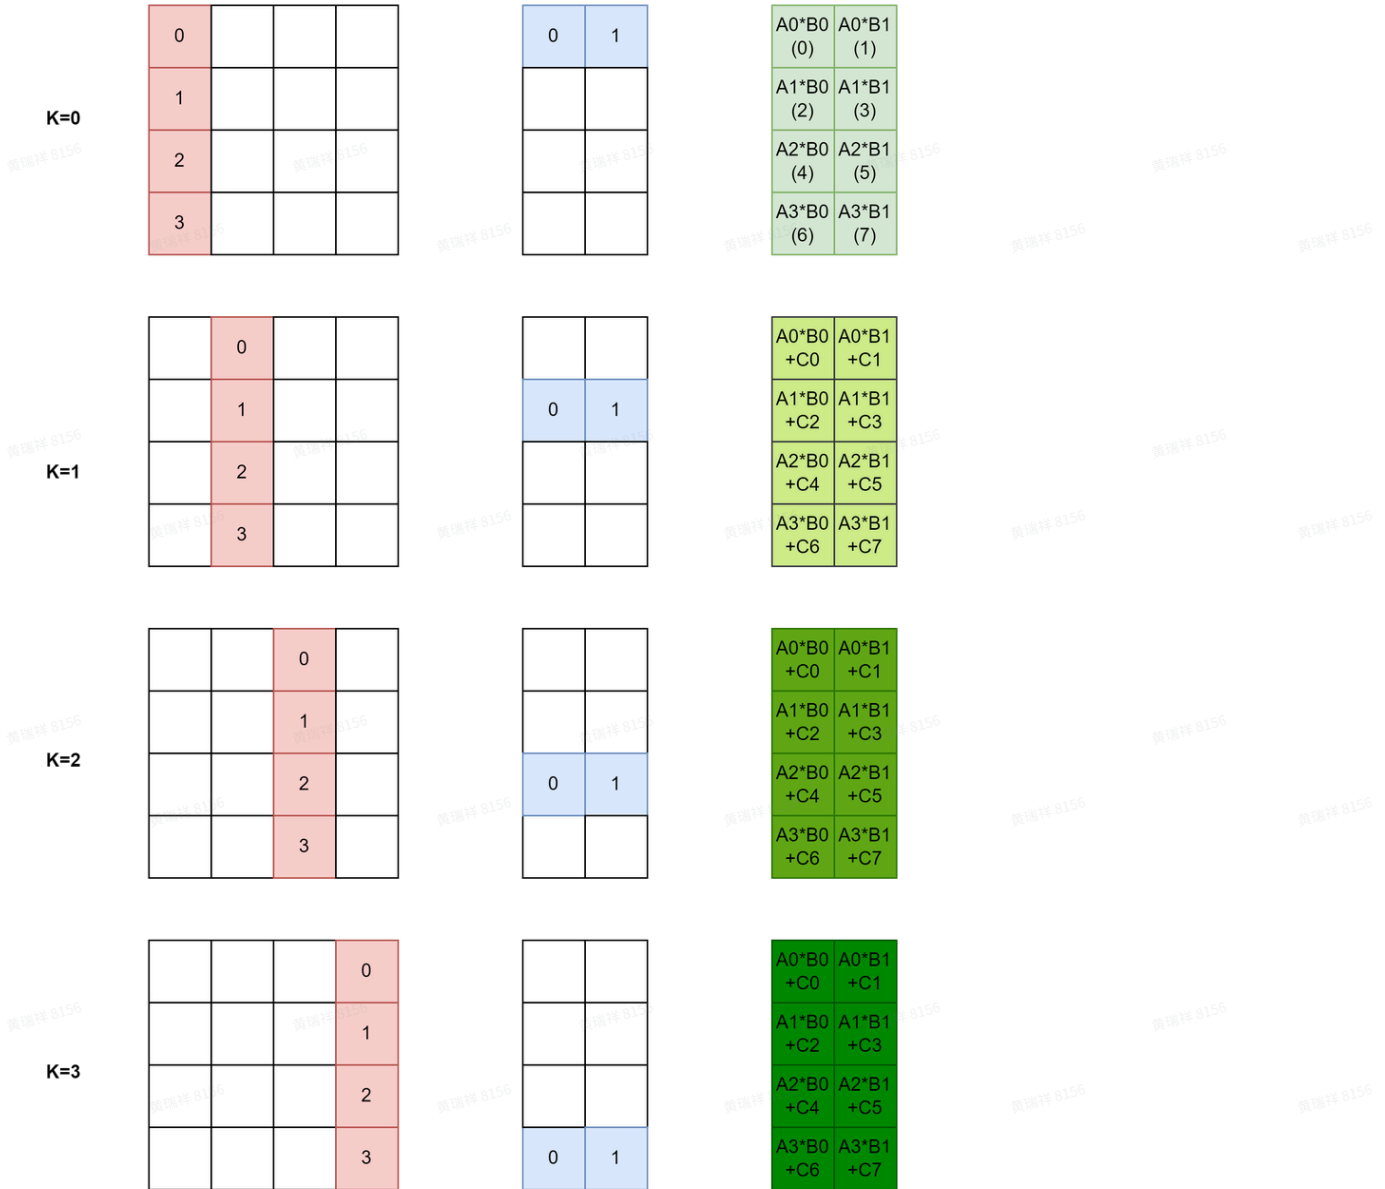 0
0 1
A0*B0 A0*B1
(0) (1)
1
A1*B0 A1*B1
(2) (3)
K=0
2
A2*B0 A2*B1
(4) (5)
3
A3*B0 A3*B1
(6) (7)
0
A0*B0 A0*B1
+C0 +C1
1
0 1
A1*B0 A1*B1
+C2 +C3
K=1
2
A2*B0 A2*B1
+C4 +C5
3
A3*B0 A3*B1
+C6 +C7
0
A0*B0 A0*B1
+C0 +C1
1
A1*B0 A1*B1
+C2 +C3
K=2
2
0 1
A2*B0 A2*B1
+C4 +C5
3
A3*B0 A3*B1
+C6 +C7
0
A0*B0 A0*B1
+C0 +C1
1
A1*B0 A1*B1
+C2 +C3
K=3
2
A2*B0 A2*B1
+C4 +C5
3
0 1
A3*B0 A3*B1
+C6 +C7
黄瑞祥 8156